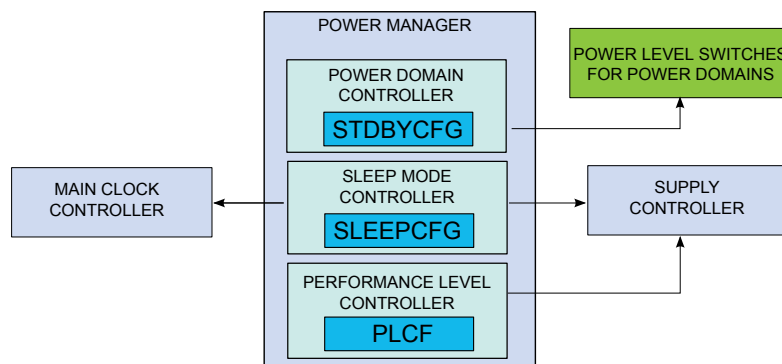 POWER MANAGER
POWER DOMAIN
CONTROLLER
STDBYCFG
POWER LEVEL SWITCHES
FOR POWER DOMAINS
MAIN CLOCK
CONTROLLER
SLEEP MODE
CONTROLLER
SLEEPCFG
SUPPLY
CONTROLLER
PERFORMANCE LEVEL
CONTROLLER
PLCF